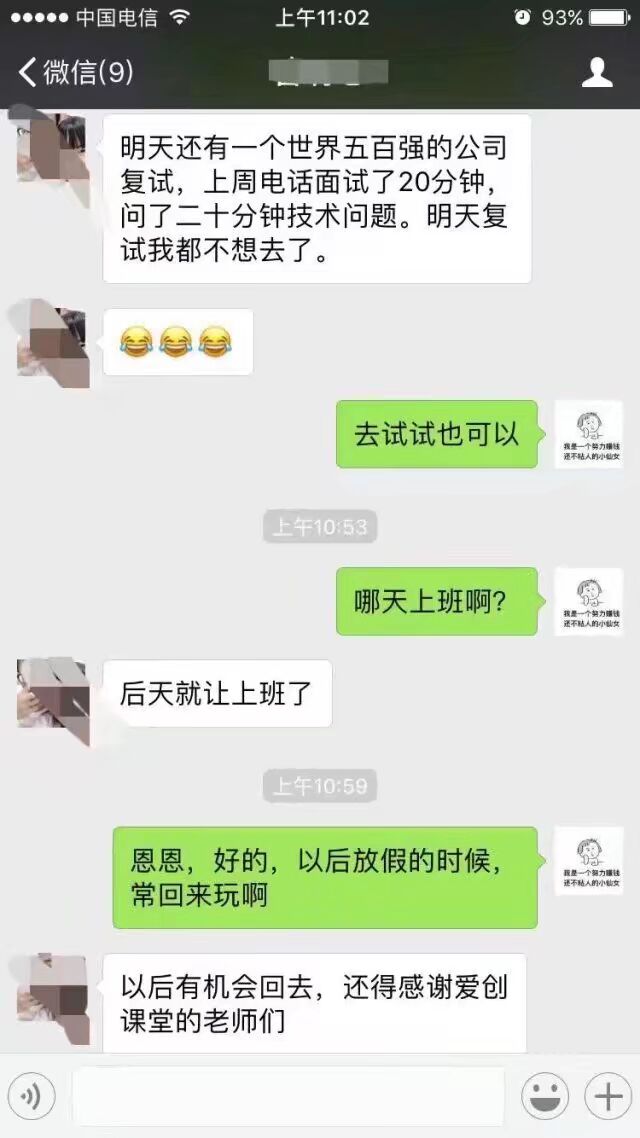 中国电信
上午11:02
93%
微信(9)
明天还有一个世界五百强的公司
复试，上周电话面试了20分钟，
问了二十分钟技术问题。明天复
试我都不想去了。
去试试也可以
我是一个努力赚钱
还不粘人的小仙女
上午10:53
哪天上班啊？
我是一个努力赚钱
还不粘人的小仙女
后天就让上班了
上午10:59
恩恩，好的，以后放假的时候，
常回来玩啊
我是一个努力赚钱
还不粘人的小仙女
以后有机会回去，还得感谢爱创
课堂的老师们